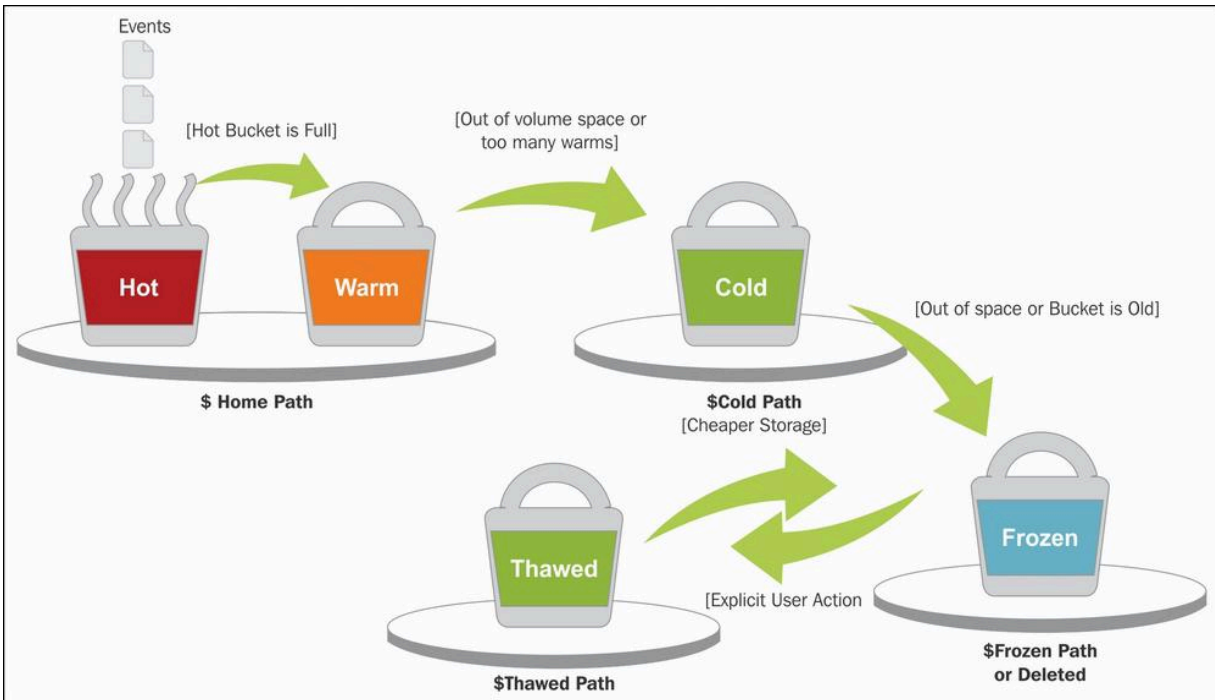 Events
[Hot Bucket is Full]
[Out of volume space or
too many warms]
Hot
Warm
Cold
[Out of space or Bucket is Old]
$ Home Path
$Cold Path
[Cheaper Storage]
Thawed
Frozen
[Explicit User Action
$Frozen Path
or Deleted
$Thawed Path